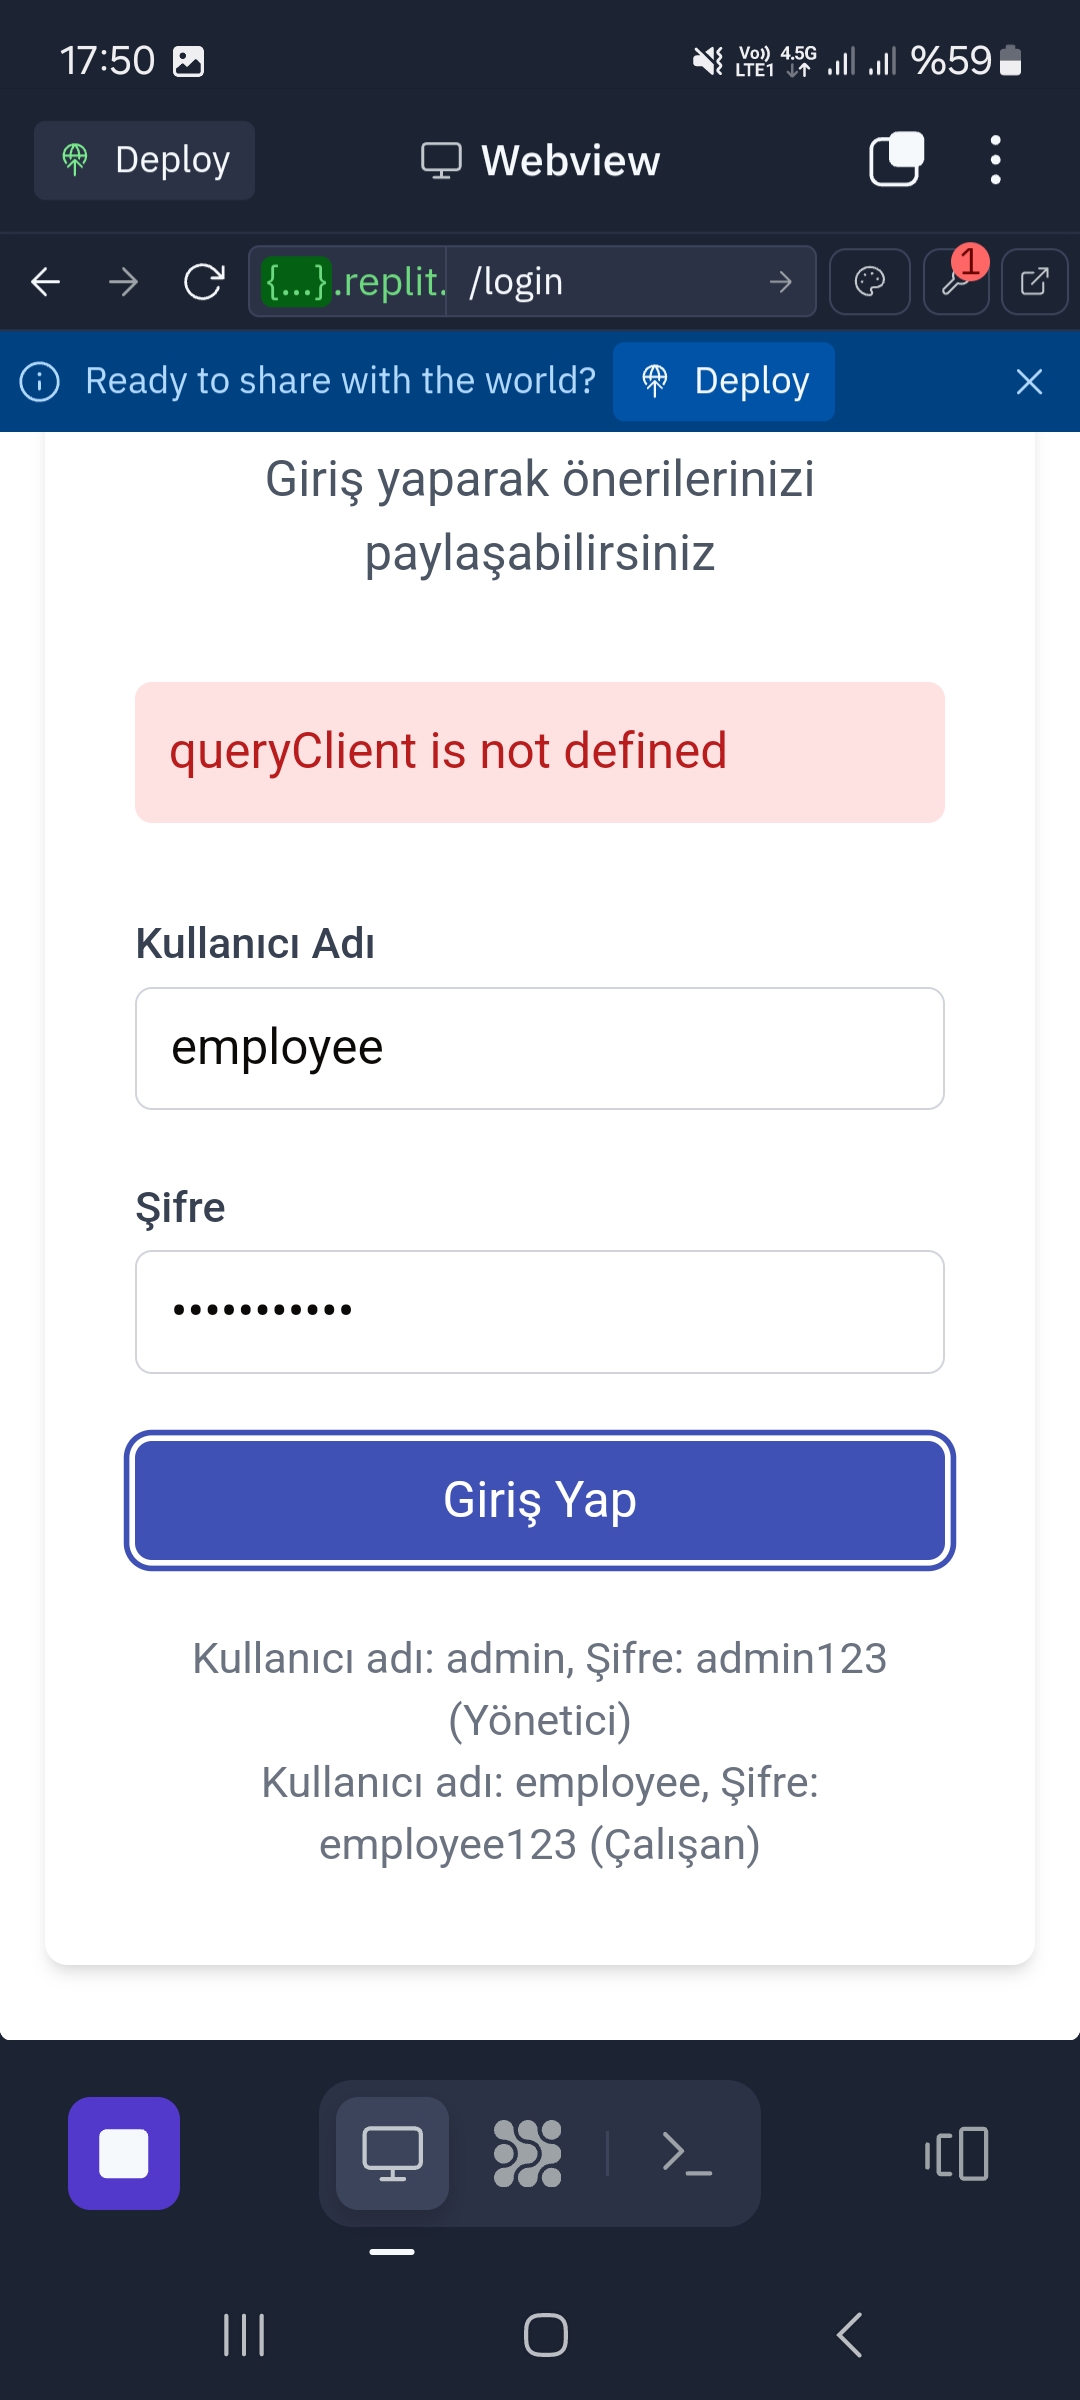 17:50
Vo)) 4.5G
LTE1
%59
Deploy
Webview
{...}.replit.
/login
1
Ready to share with the world?
Deploy
Giriş yaparak önerilerinizi
paylaşabilirsiniz
queryClient is not defined
Kullanıcı Adı
employee
Şifre
•••••••••••
Giriş Yap
Kullanıcı adı: admin, Şifre: admin123
(Yönetici)
Kullanıcı adı: employee, Şifre:
employee123 (Çalışan)